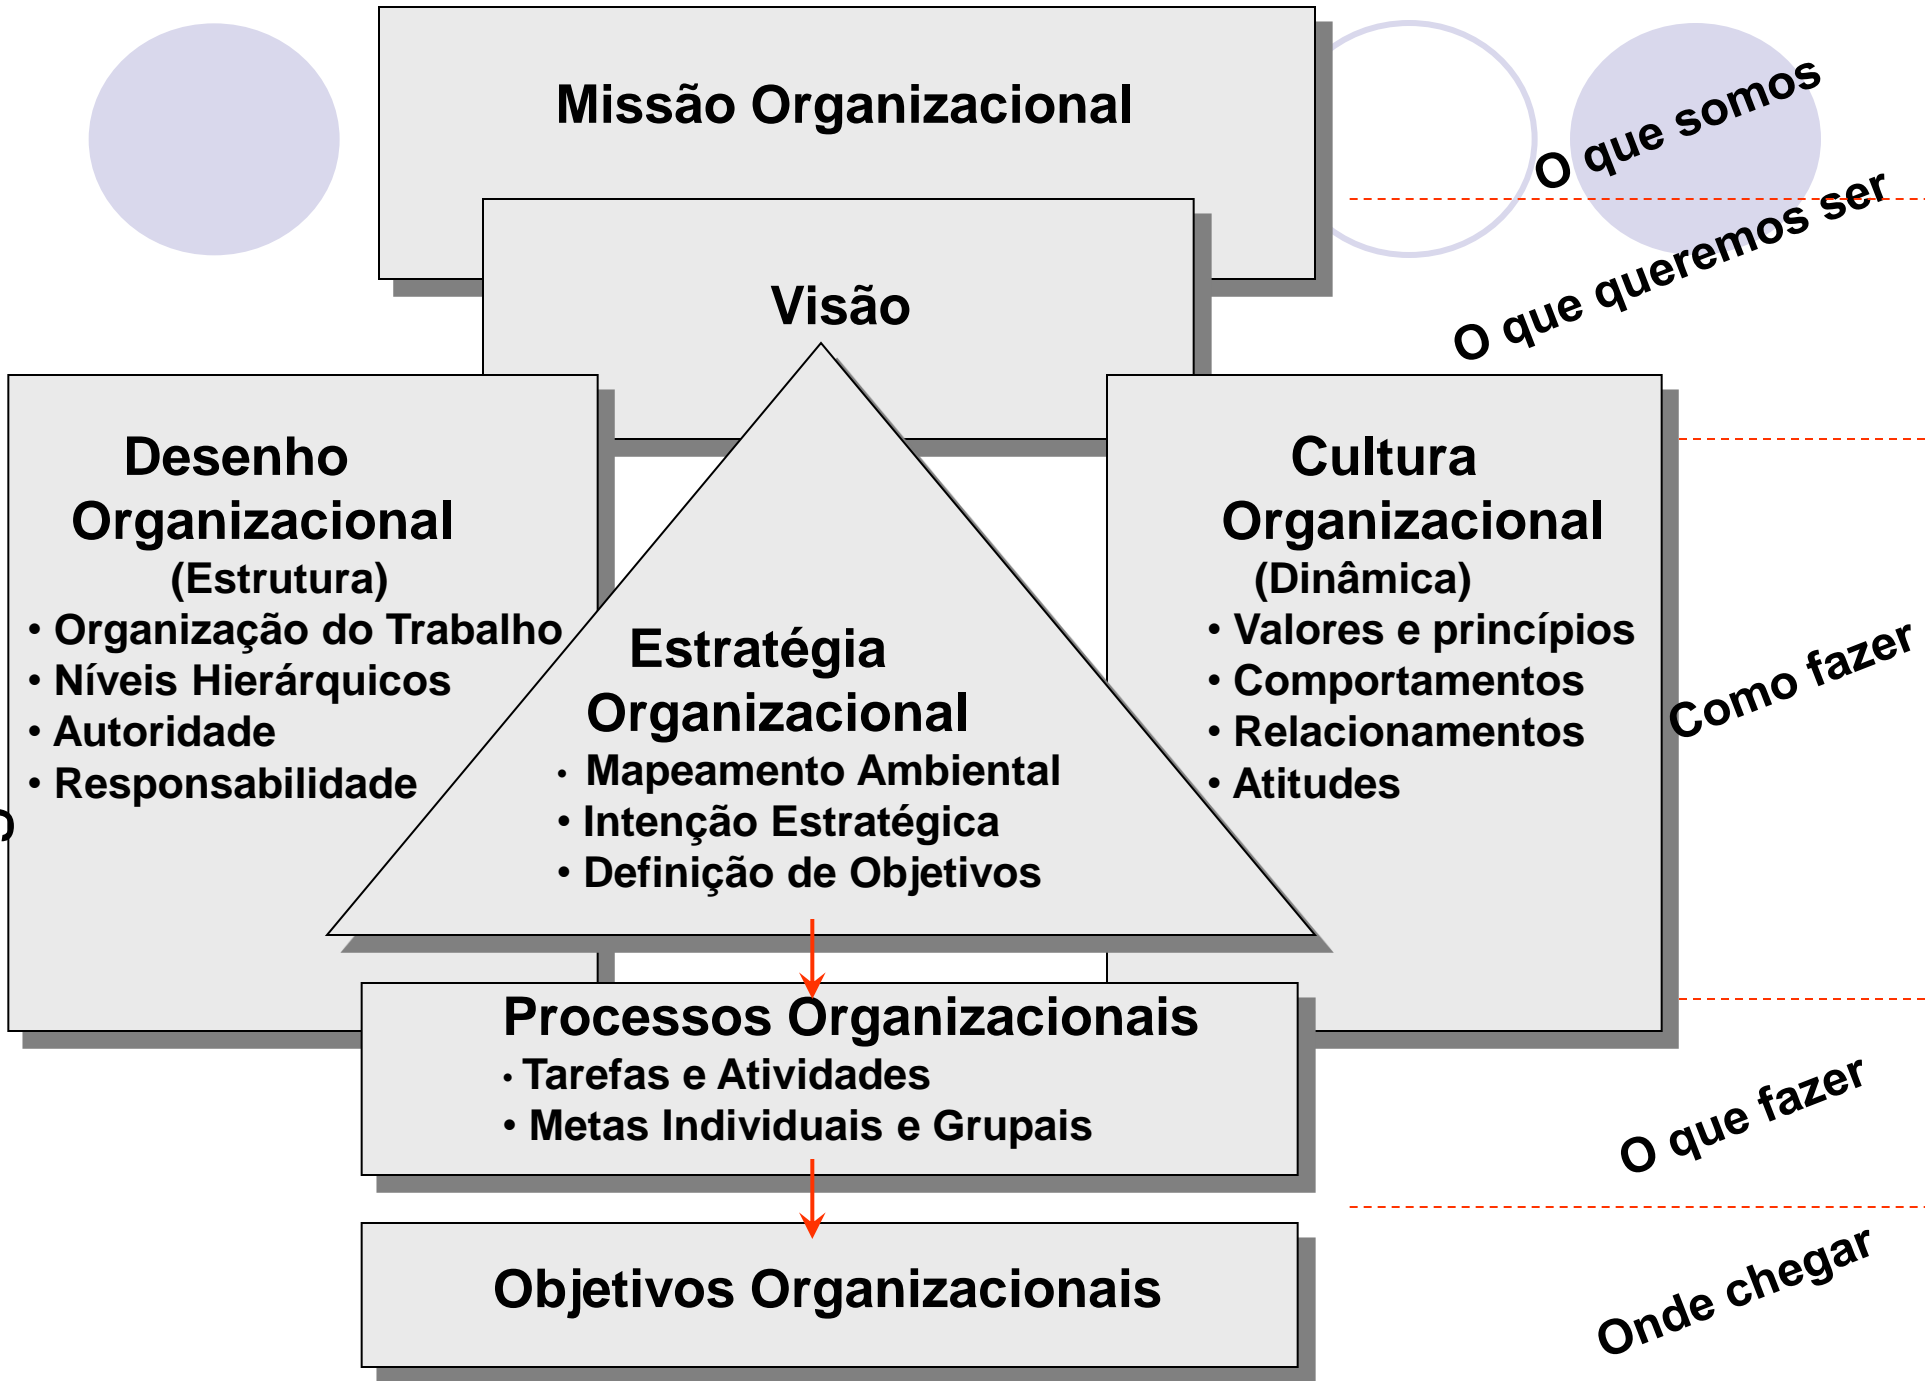 Missão Organizacional
O que somos
O que queremos ser
Visão
Desenho
Organizacional
(Estrutura)
• Organização do Trabalho
• Níveis Hierárquicos
• Autoridade
• Responsabilidade
Estratégia
Organizacional
• Mapeamento Ambiental
• Intenção Estratégica
• Definição de Objetivos
Cultura
Organizacional
(Dinâmica)
• Valores e princípios
• Comportamentos
• Relacionamentos
• Atitudes
Como fazer
Processos Organizacionais
• Tarefas e Atividades
• Metas Individuais e Grupais
O que fazer
Objetivos Organizacionais
Onde chegar